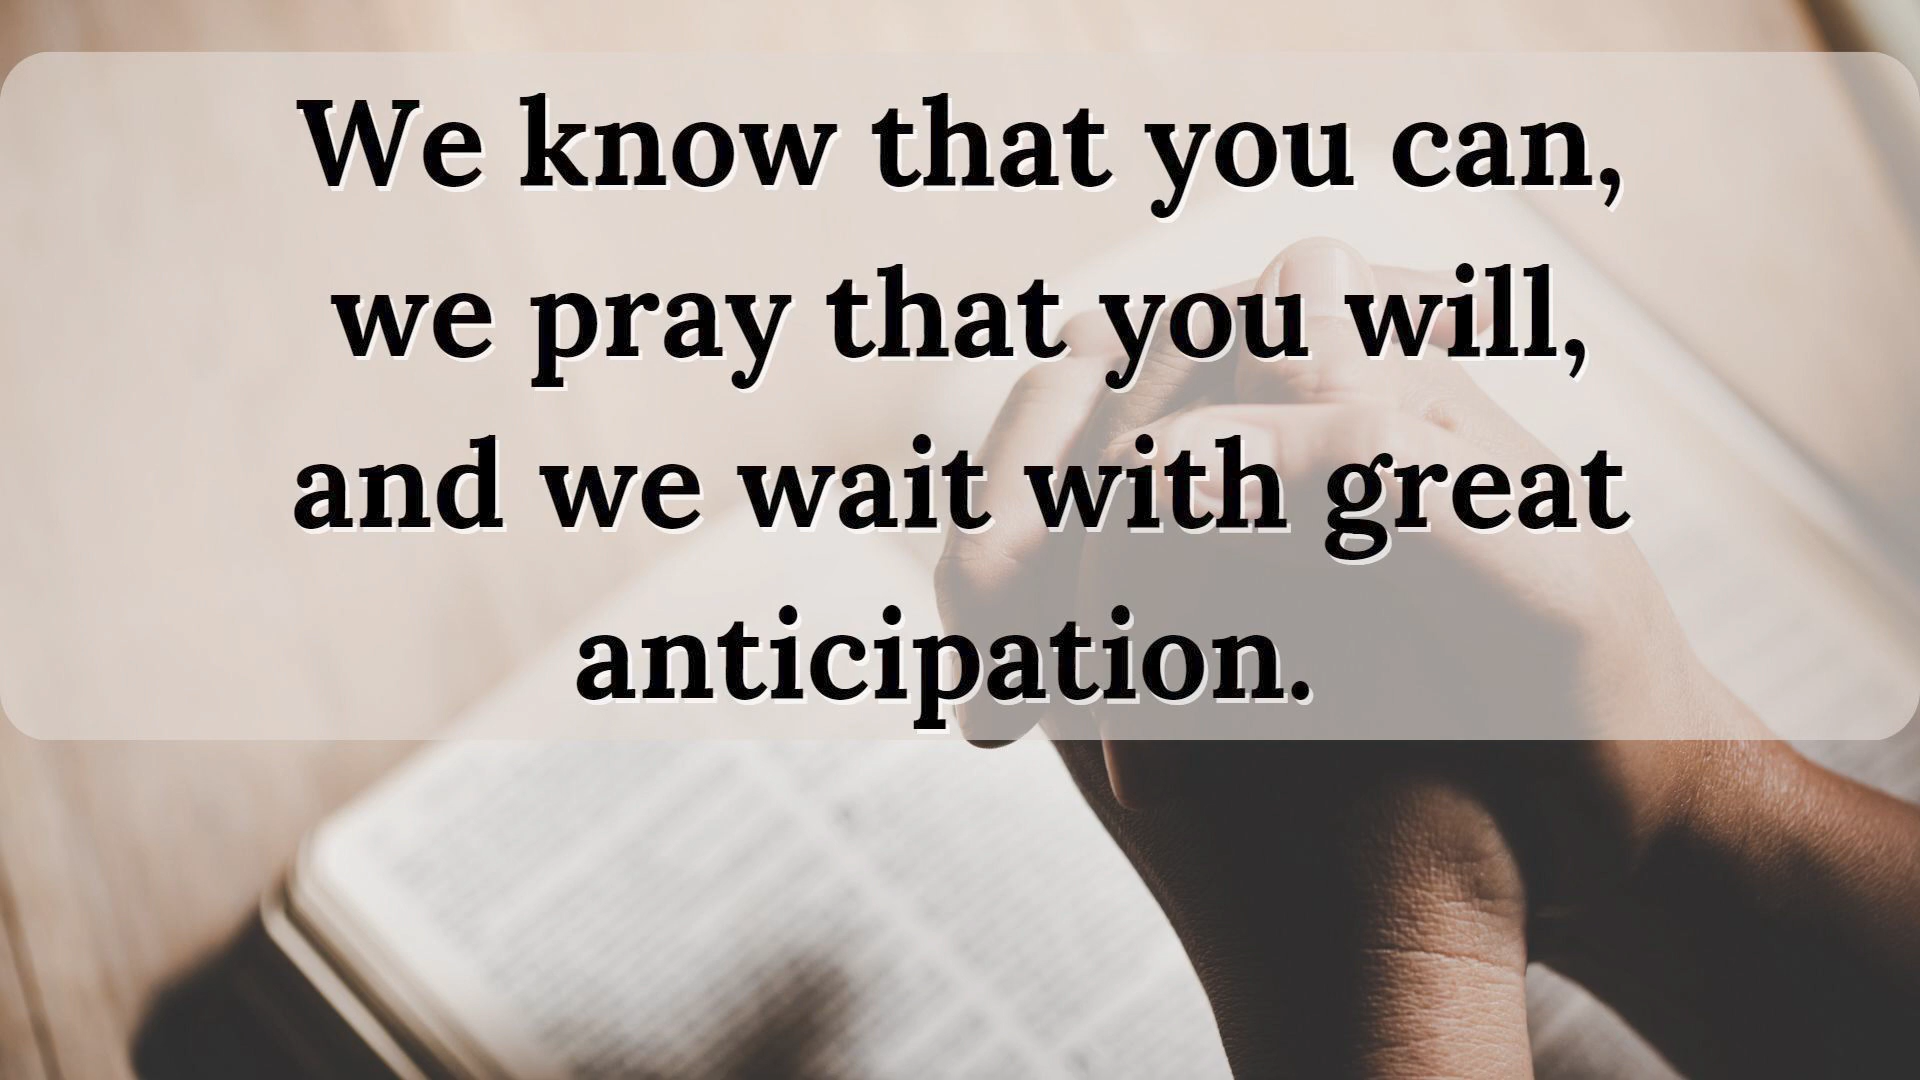 We know that you can,
we pray that you will,
and we wait with great
anticipation.